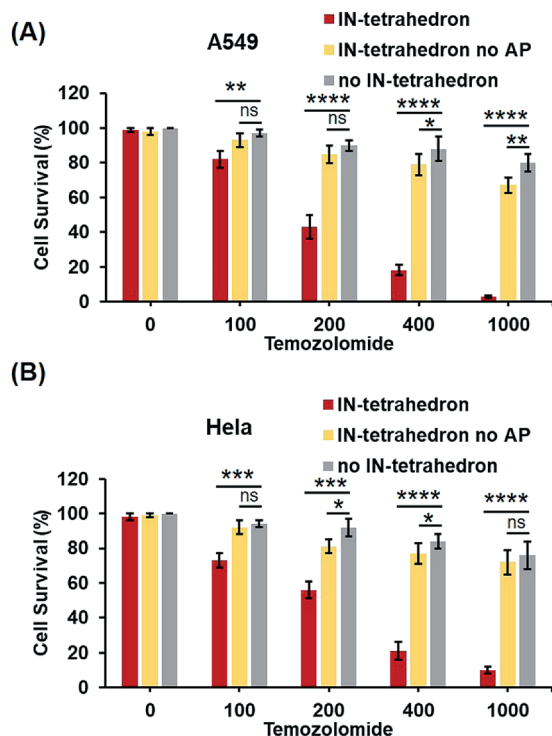 (A)
A549
IN-tetrahedron
IN-tetrahedron no AP
no IN-tetrahedron
** **** **** ****
ns ns * **
Cell Survival (%)
120
100
80
60
40
20
0
0 100 200 400 1000
Temozolomide
(B)
Hela
IN-tetrahedron
IN-tetrahedron no AP
no IN-tetrahedron
*** *** **** ****
ns * * ns
Cell Survival (%)
120
100
80
60
40
20
0
0 100 200 400 1000
Temozolomide